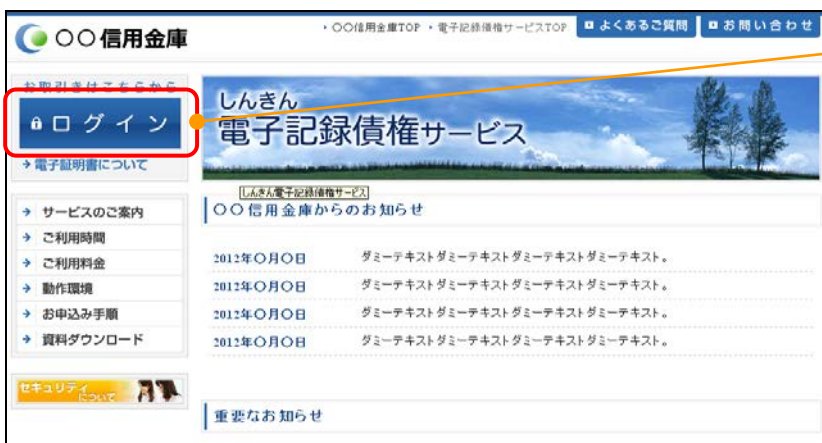 〇〇信用金庫
・〇〇信用金庫TOP ・電子記録債権サービスTOP
よくあるご質問
お問い合わせ
お取引きはこちらから
ログイン
電子証明書について
しんきん
電子記録債権サービス
しんきん電子記録債権サービス
サービスのご案内
ご利用時間
ご利用料金
動作環境
お申込み手順
資料ダウンロード
セキュリティ
について
〇〇信用金庫からのお知らせ
2012年〇月〇日 ダミーテキストダミーテキストダミーテキストダミーテキスト。
2012年〇月〇日 ダミーテキストダミーテキストダミーテキストダミーテキスト。
2012年〇月〇日 ダミーテキストダミーテキストダミーテキストダミーテキスト。
2012年〇月〇日 ダミーテキストダミーテキストダミーテキストダミーテキスト。
重要なお知らせ